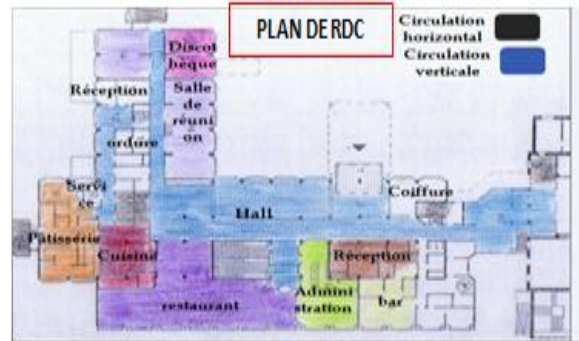 PLAN DE RDC
Circulation
horizontal
Circulation
verticale
Discot
hèque
Réception
Salle
de
réuni
on
ordure
Servi
ce
Coiffure
Hall
Pâtisserie
Cuisine
Réception
restaurant
Admini
stration
bar